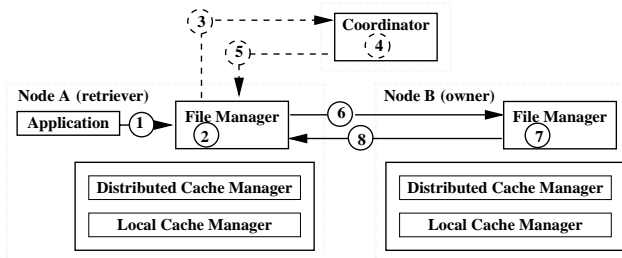 3
Coordinator
4
5
Node A (retriever)
Node B (owner)
Application
1
File Manager
2
6
8
File Manager
7
Distributed Cache Manager
Local Cache Manager
Distributed Cache Manager
Local Cache Manager